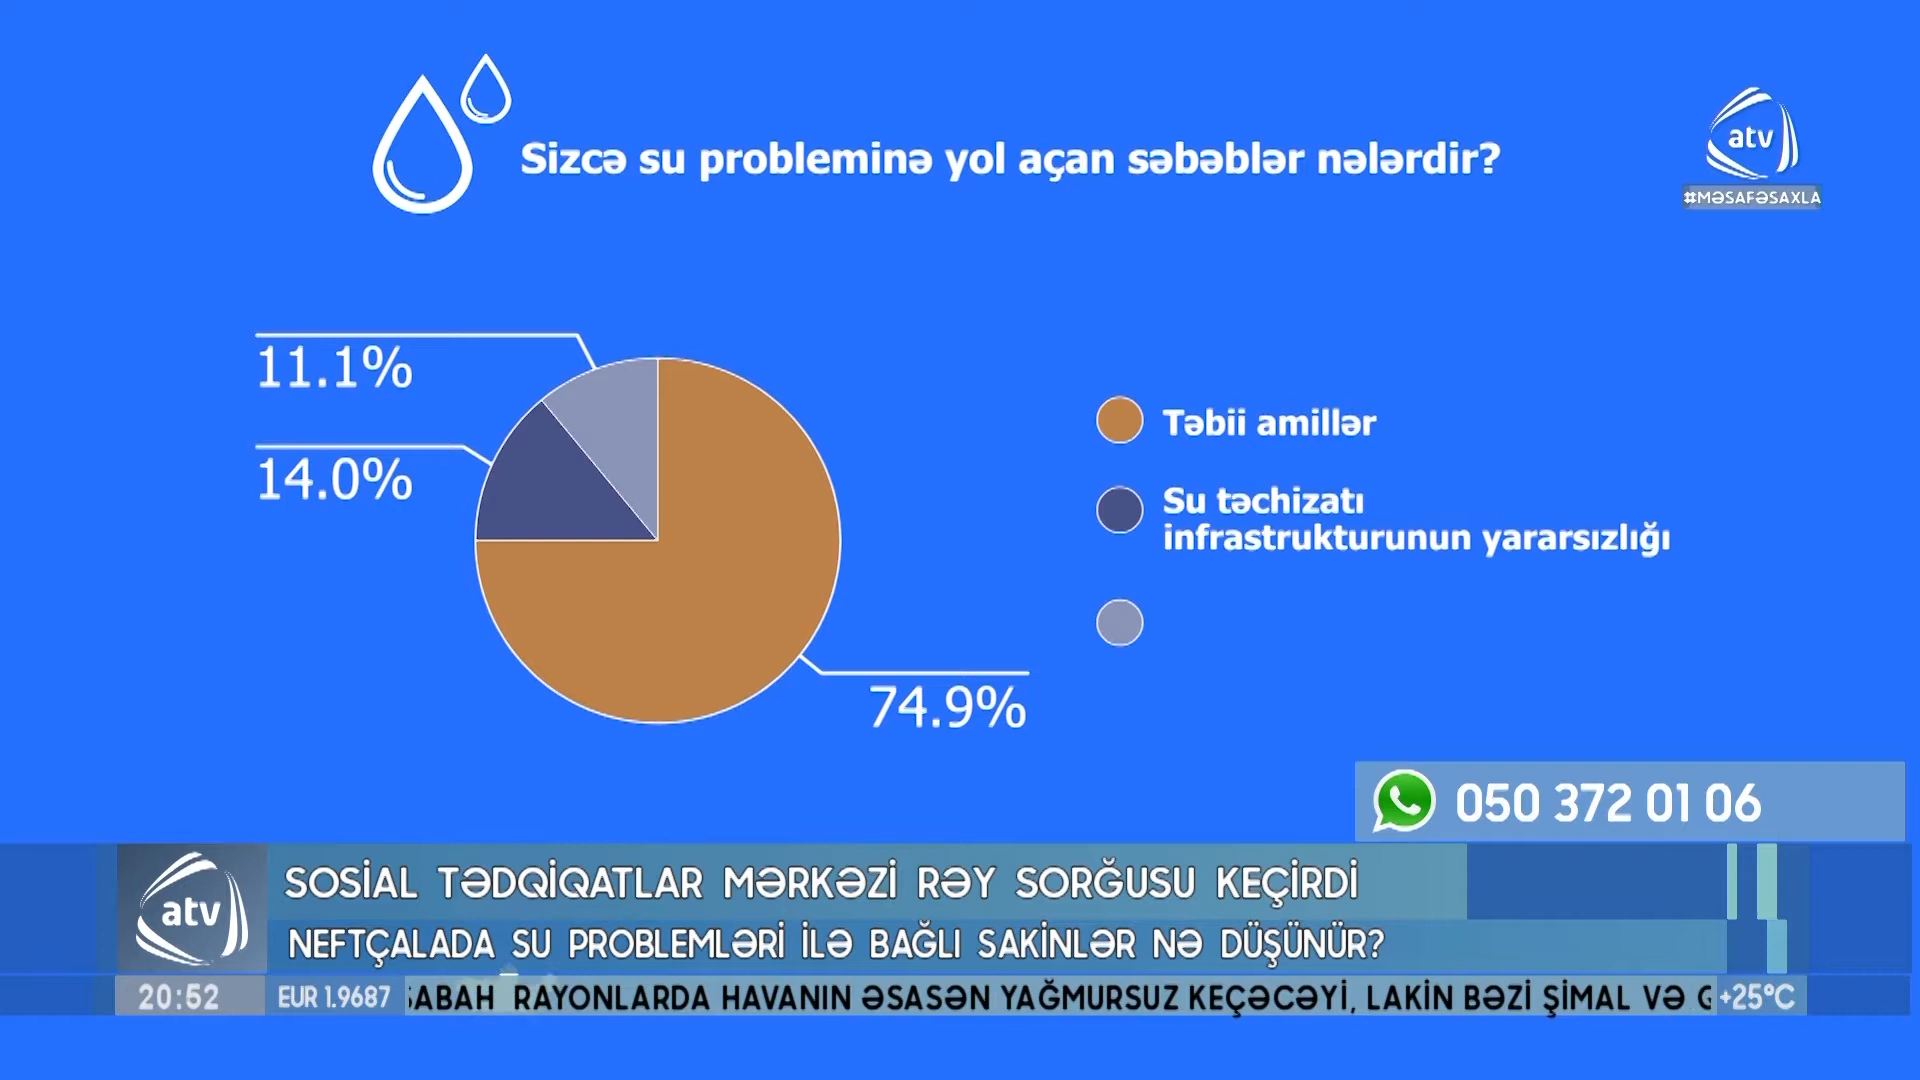 Sizcə su probleminə yol açan səbəblər nələrdir?
atv
#MƏSAFƏSAXLA
11.1%
14.0%
74.9%
Təbii amillər
Su təchizatı
infrastrukturunun yararsızlığı
050 372 01 06
atv
SOSİAL TƏDQİQATLAR MƏRKƏZİ RƏY SORĞUSU KEÇİRDİ
NEFTÇALADA SU PROBLEMLƏRİ İLƏ BAĞLI SAKİNLƏR NƏ DÜŞÜNÜR?
20:52 EUR 1.9687 RAYONLARDA HAVANIN ƏSASƏN YAĞMURSUZ KEÇƏCƏYİ, LAKİN BƏZİ ŞİMAL VƏ +25°C